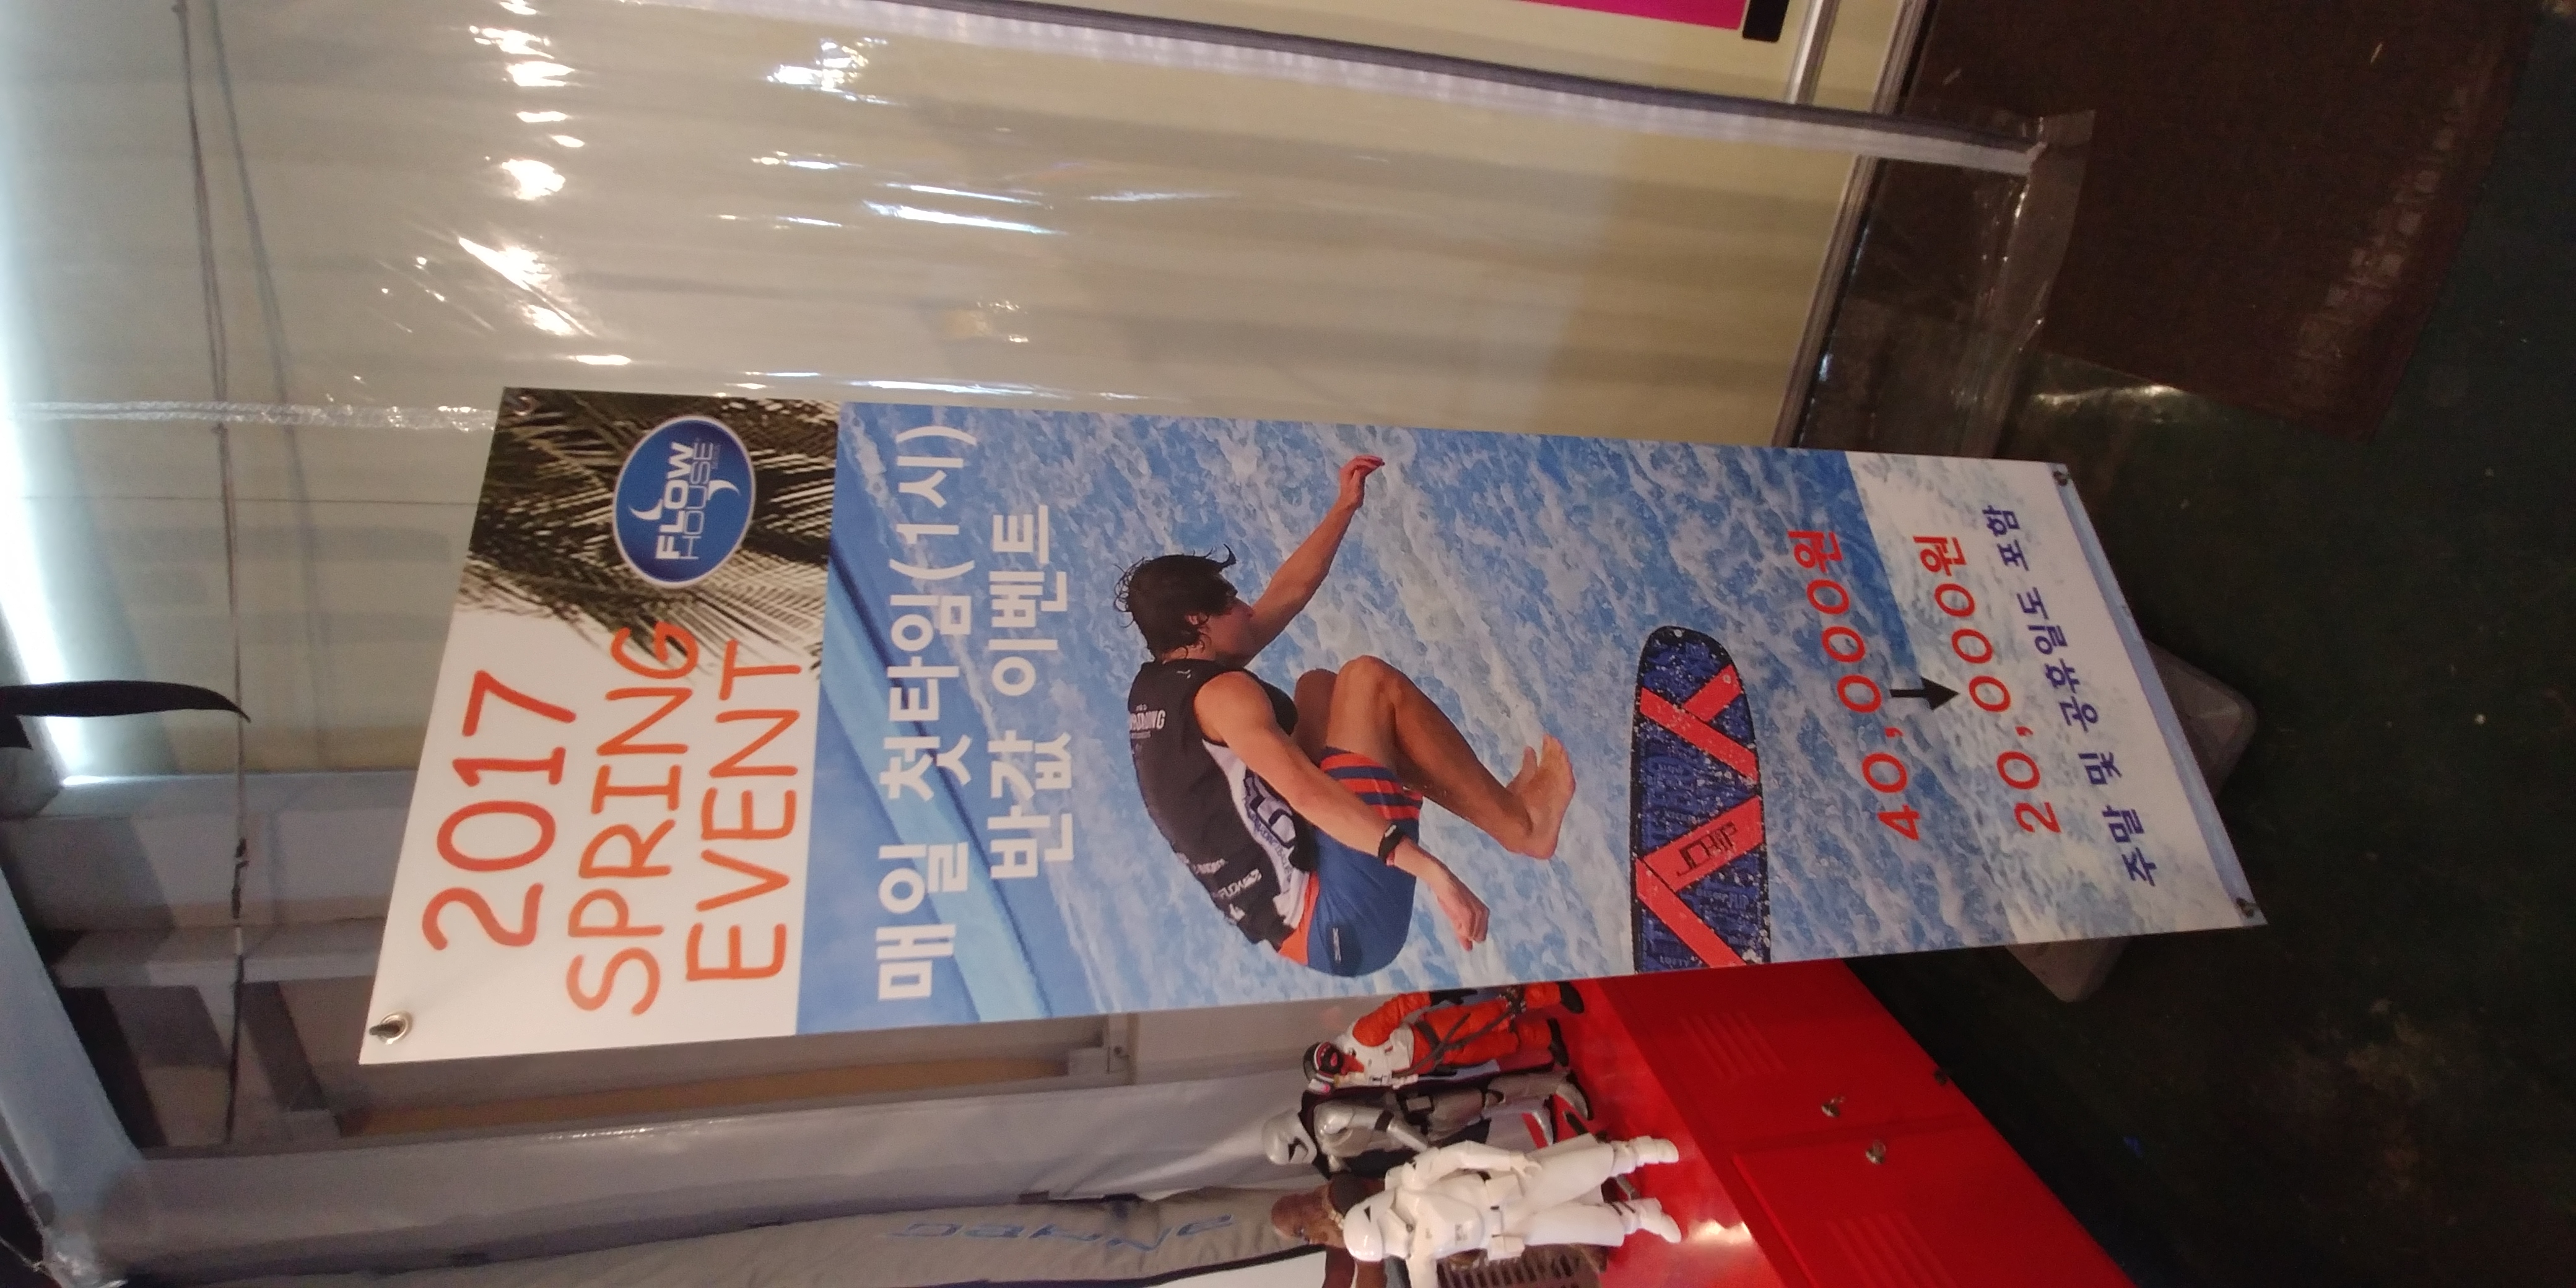 2017
SPRING
EVENT
FLOW
HOUSE
매일 첫타임(1시)
반값 이벤트
JCHIP
40,000원
20,000원
주말 및 공휴일도 포함